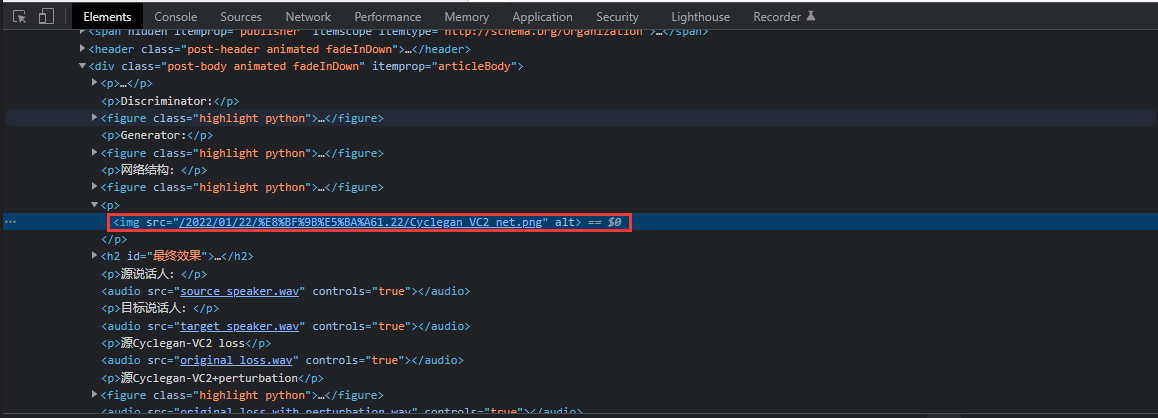 Elements Console Sources Network Performance Memory Application Security Lighthouse Recorder
<span hidden itemprop="publisher" itemscope itemtype="http://schema.org/Organization">…</span>
<header class="post-header animated fadeInDown">…</header>
<div class="post-body animated fadeInDown" itemprop="articleBody">
<p>…</p>
<p>Discriminator:</p>
<figure class="highlight python">…</figure>
<p>Generator:</p>
<figure class="highlight python">…</figure>
<p>网络结构：</p>
<figure class="highlight python">…</figure>
<p>
<img src="/2022/01/22/%E8%BF%9B%E5%BA%A61.22/Cyclegan_VC2_net.png" alt> == $0
</p>
<h2 id="最终效果">…</h2>
<p>源说话人：</p>
<audio src="source_speaker.wav" controls="true"></audio>
<p>目标说话人：</p>
<audio src="target_speaker.wav" controls="true"></audio>
<p>源Cyclegan-VC2 loss</p>
<audio src="original_loss.wav" controls="true"></audio>
<p>源Cyclegan-VC2+perturbation</p>
<figure class="highlight python">…</figure>
<audio src="original_loss_with_perturbation.wav" controls="true"></audio>